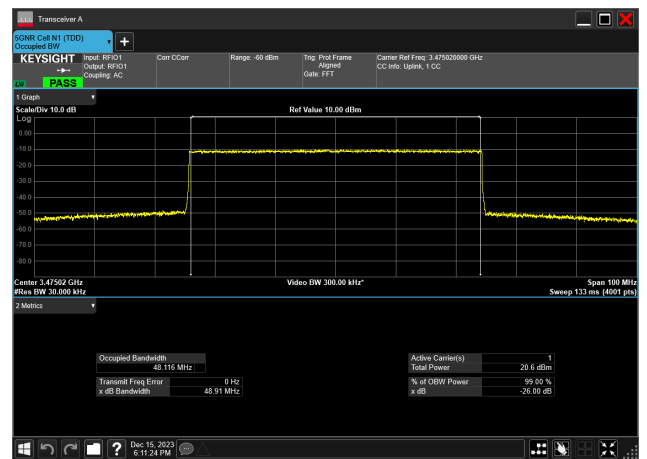 Transceiver A
5GNR Cell N1 (TDD)
Occupied BW
KEYSIGHT
PASS
Input: RFIO1
Output: RFIO1
Coupling: AC
Corr CCorr
Range: -60 dBm
Trig: Prot Frame
Aligned
Gate: FFT
Carrier Ref Freq: 3.475020000 GHz
CC Info: Uplink, 1 CC
1 Graph
Scale/Div 10.0 dB
Ref Value 10.00 dBm
Log
0.00
-10.0
-20.0
-30.0
-40.0
-50.0
-60.0
-70.0
-80.0
Center 3.47502 GHz
#Res BW 30.000 kHz
Video BW 300.00 kHz*
Span 100 MHz
Sweep 133 ms (4001 pts)
2 Metrics
Occupied Bandwidth
48.116 MHz
Transmit Freq Error 0 Hz
x dB Bandwidth 48.91 MHz
Active Carrier(s) 1
Total Power 20.6 dBm
% of OBW Power 99.00 %
x dB -26.00 dB
Dec 15, 2023
6:11:24 PM